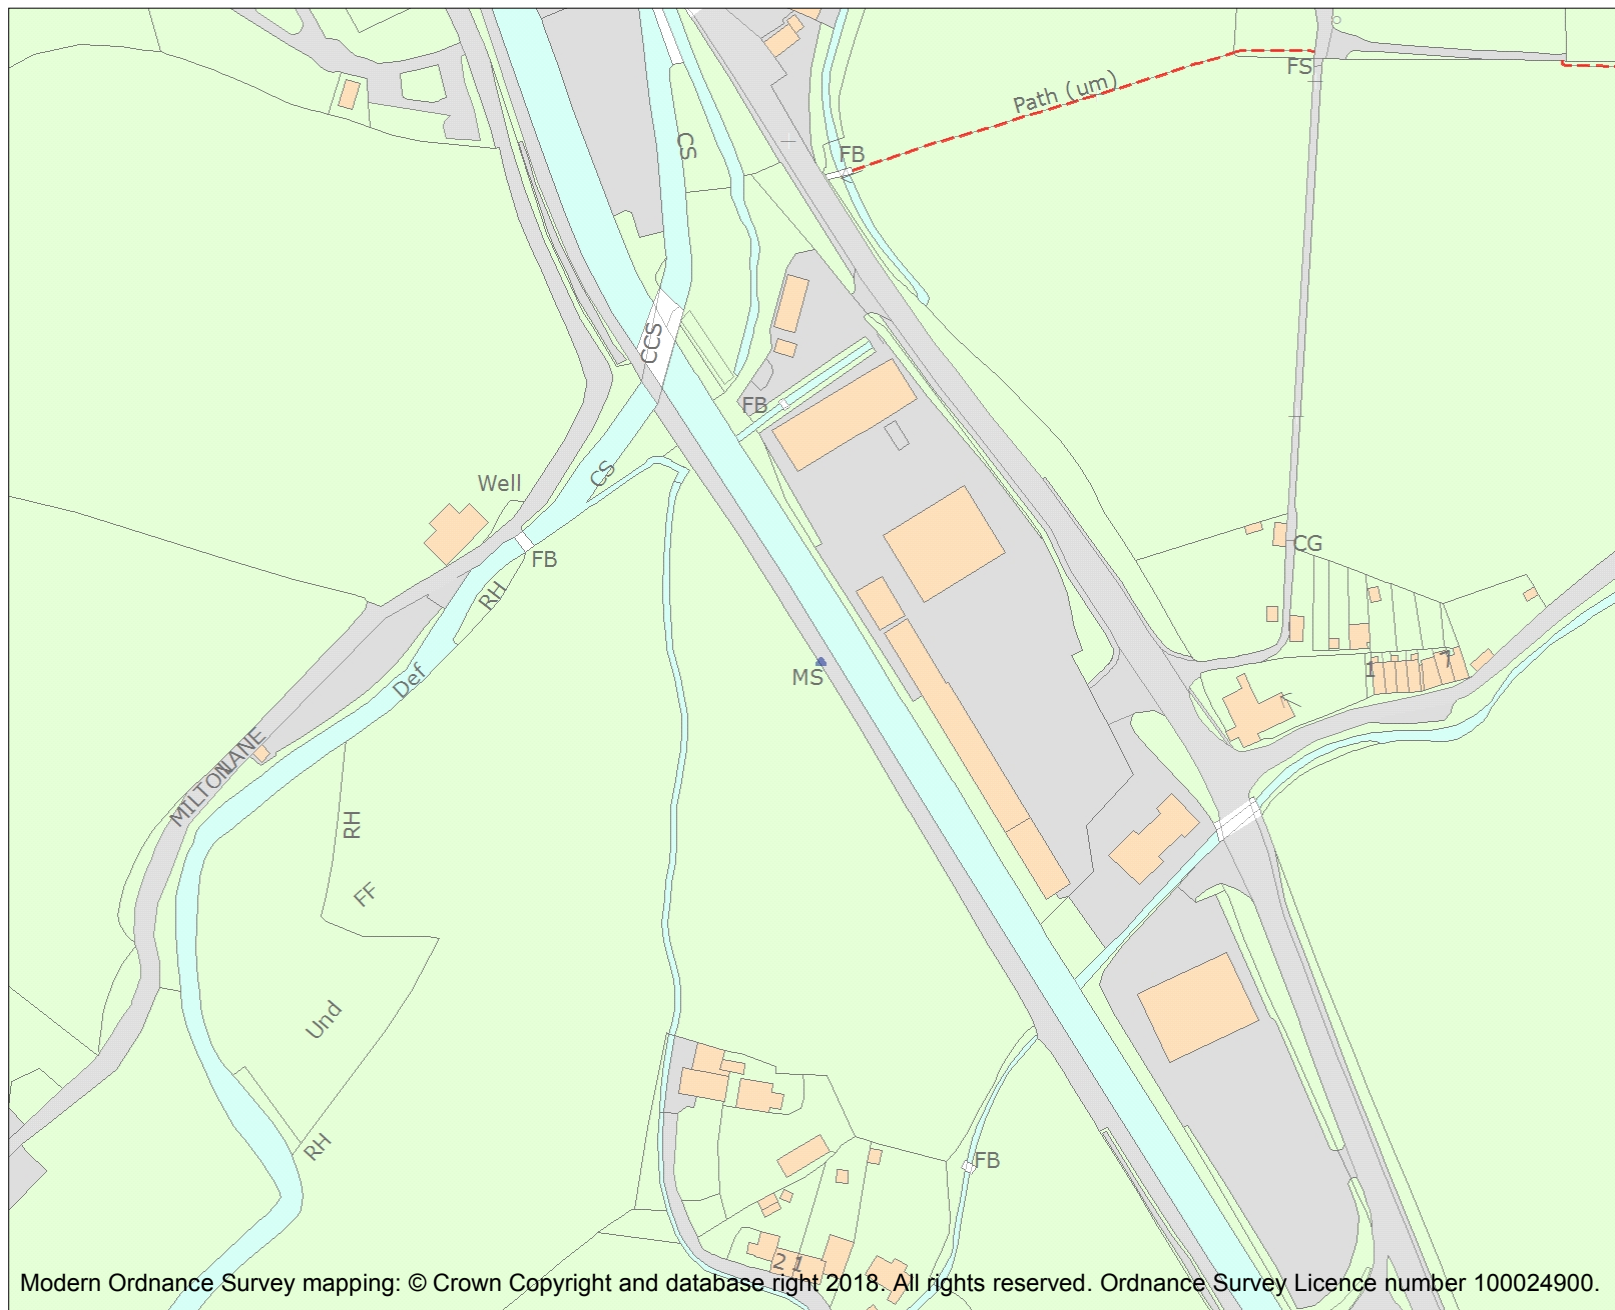 FS
Path (um)
CS
FB
CCS
FB
CS
Well
CG
FB
RH
1
7
MS
Def
MILTON LANE
RH
FF
Und
RH
FB
2 1
Modern Ordnance Survey mapping: © Crown Copyright and database right 2018. All rights reserved. Ordnance Survey Licence number 100024900.